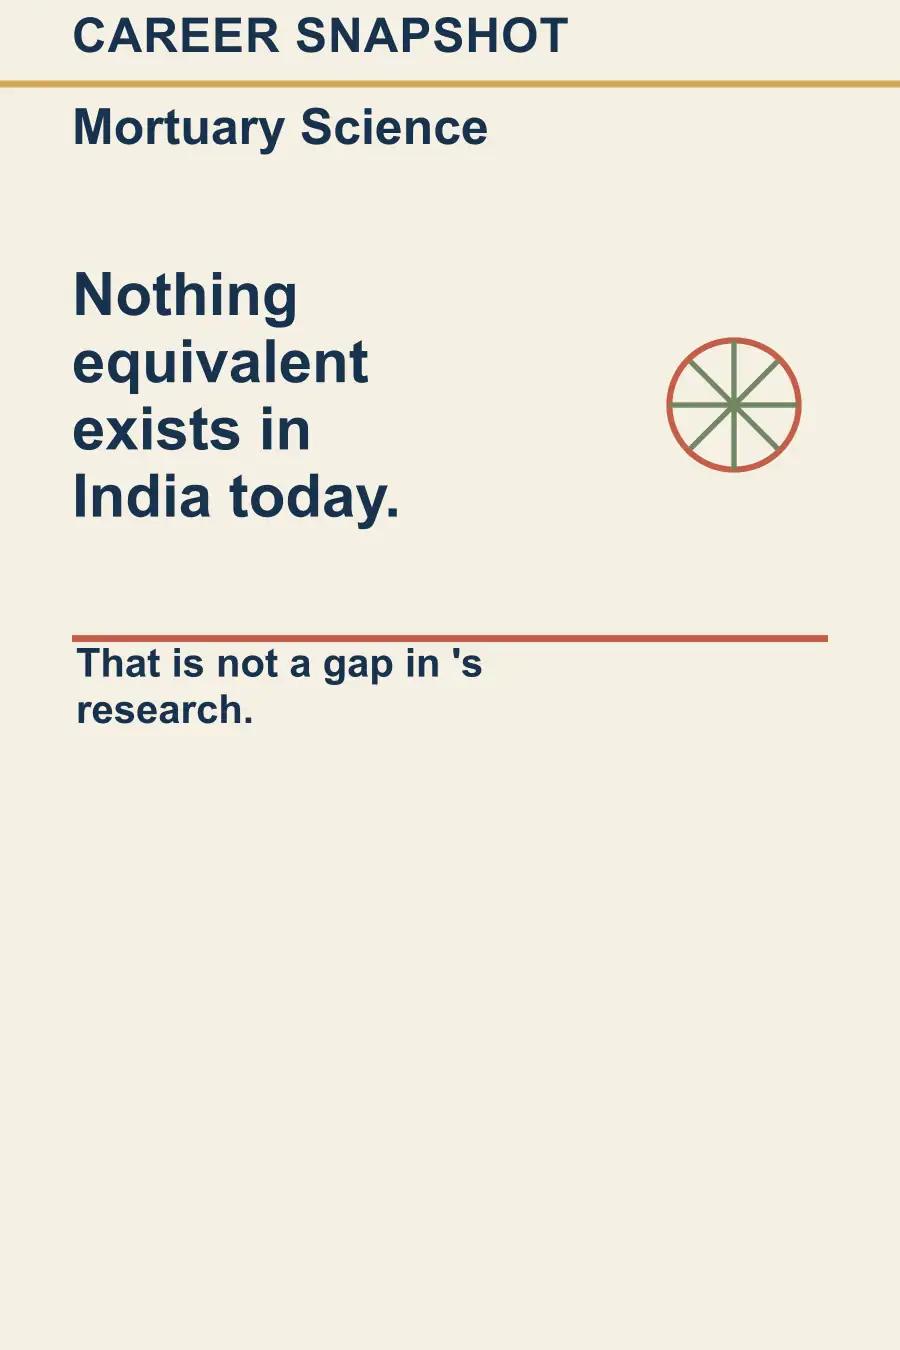 CAREER SNAPSHOT
Mortuary Science
Nothing
equivalent
exists in
India today.
That is not a gap in 's
research.